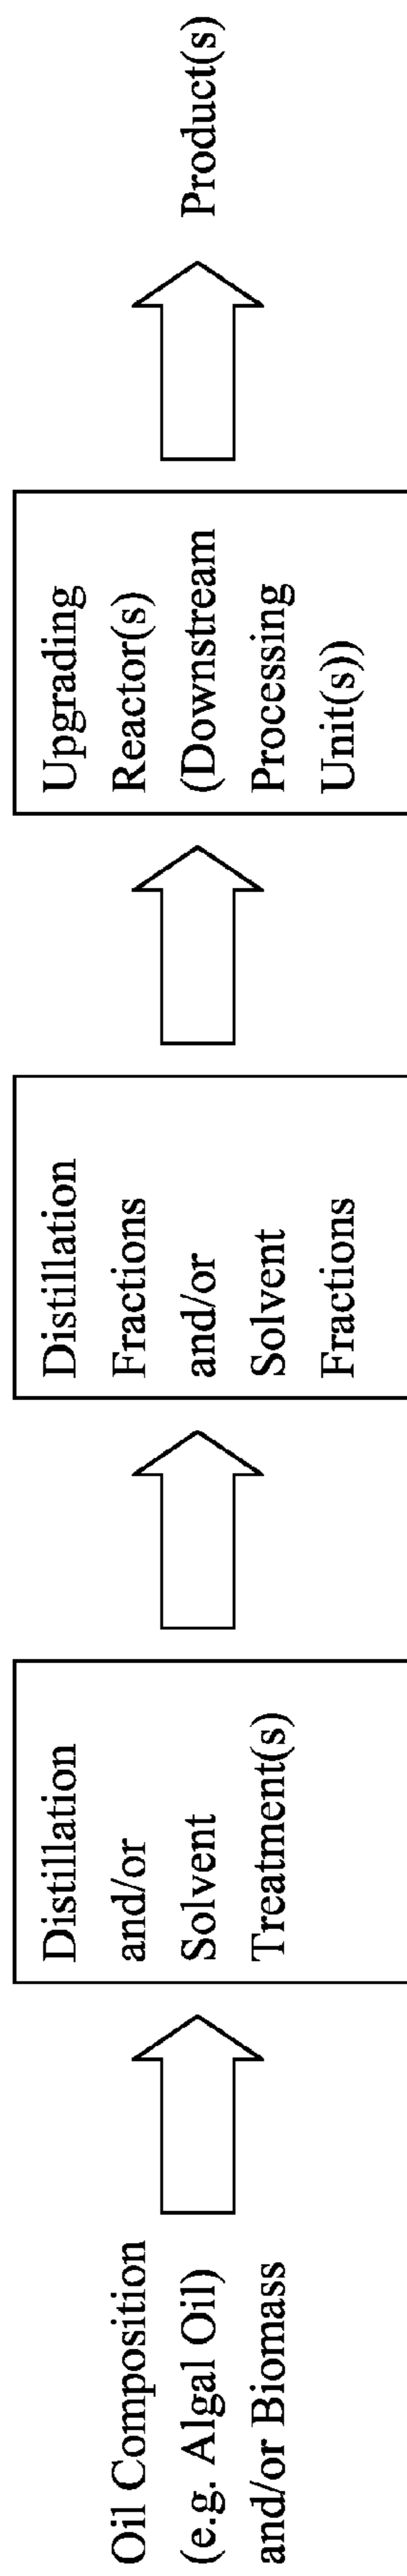 Oil Composition
(e.g. Algal Oil)
and/or Biomass
Distillation
and/or
Solvent
Treatment(s)
Distillation
Fractions
and/or
Solvent
Fractions
Upgrading
Reactor(s)
(Downstream
Processing
Unit(s))
Product(s)